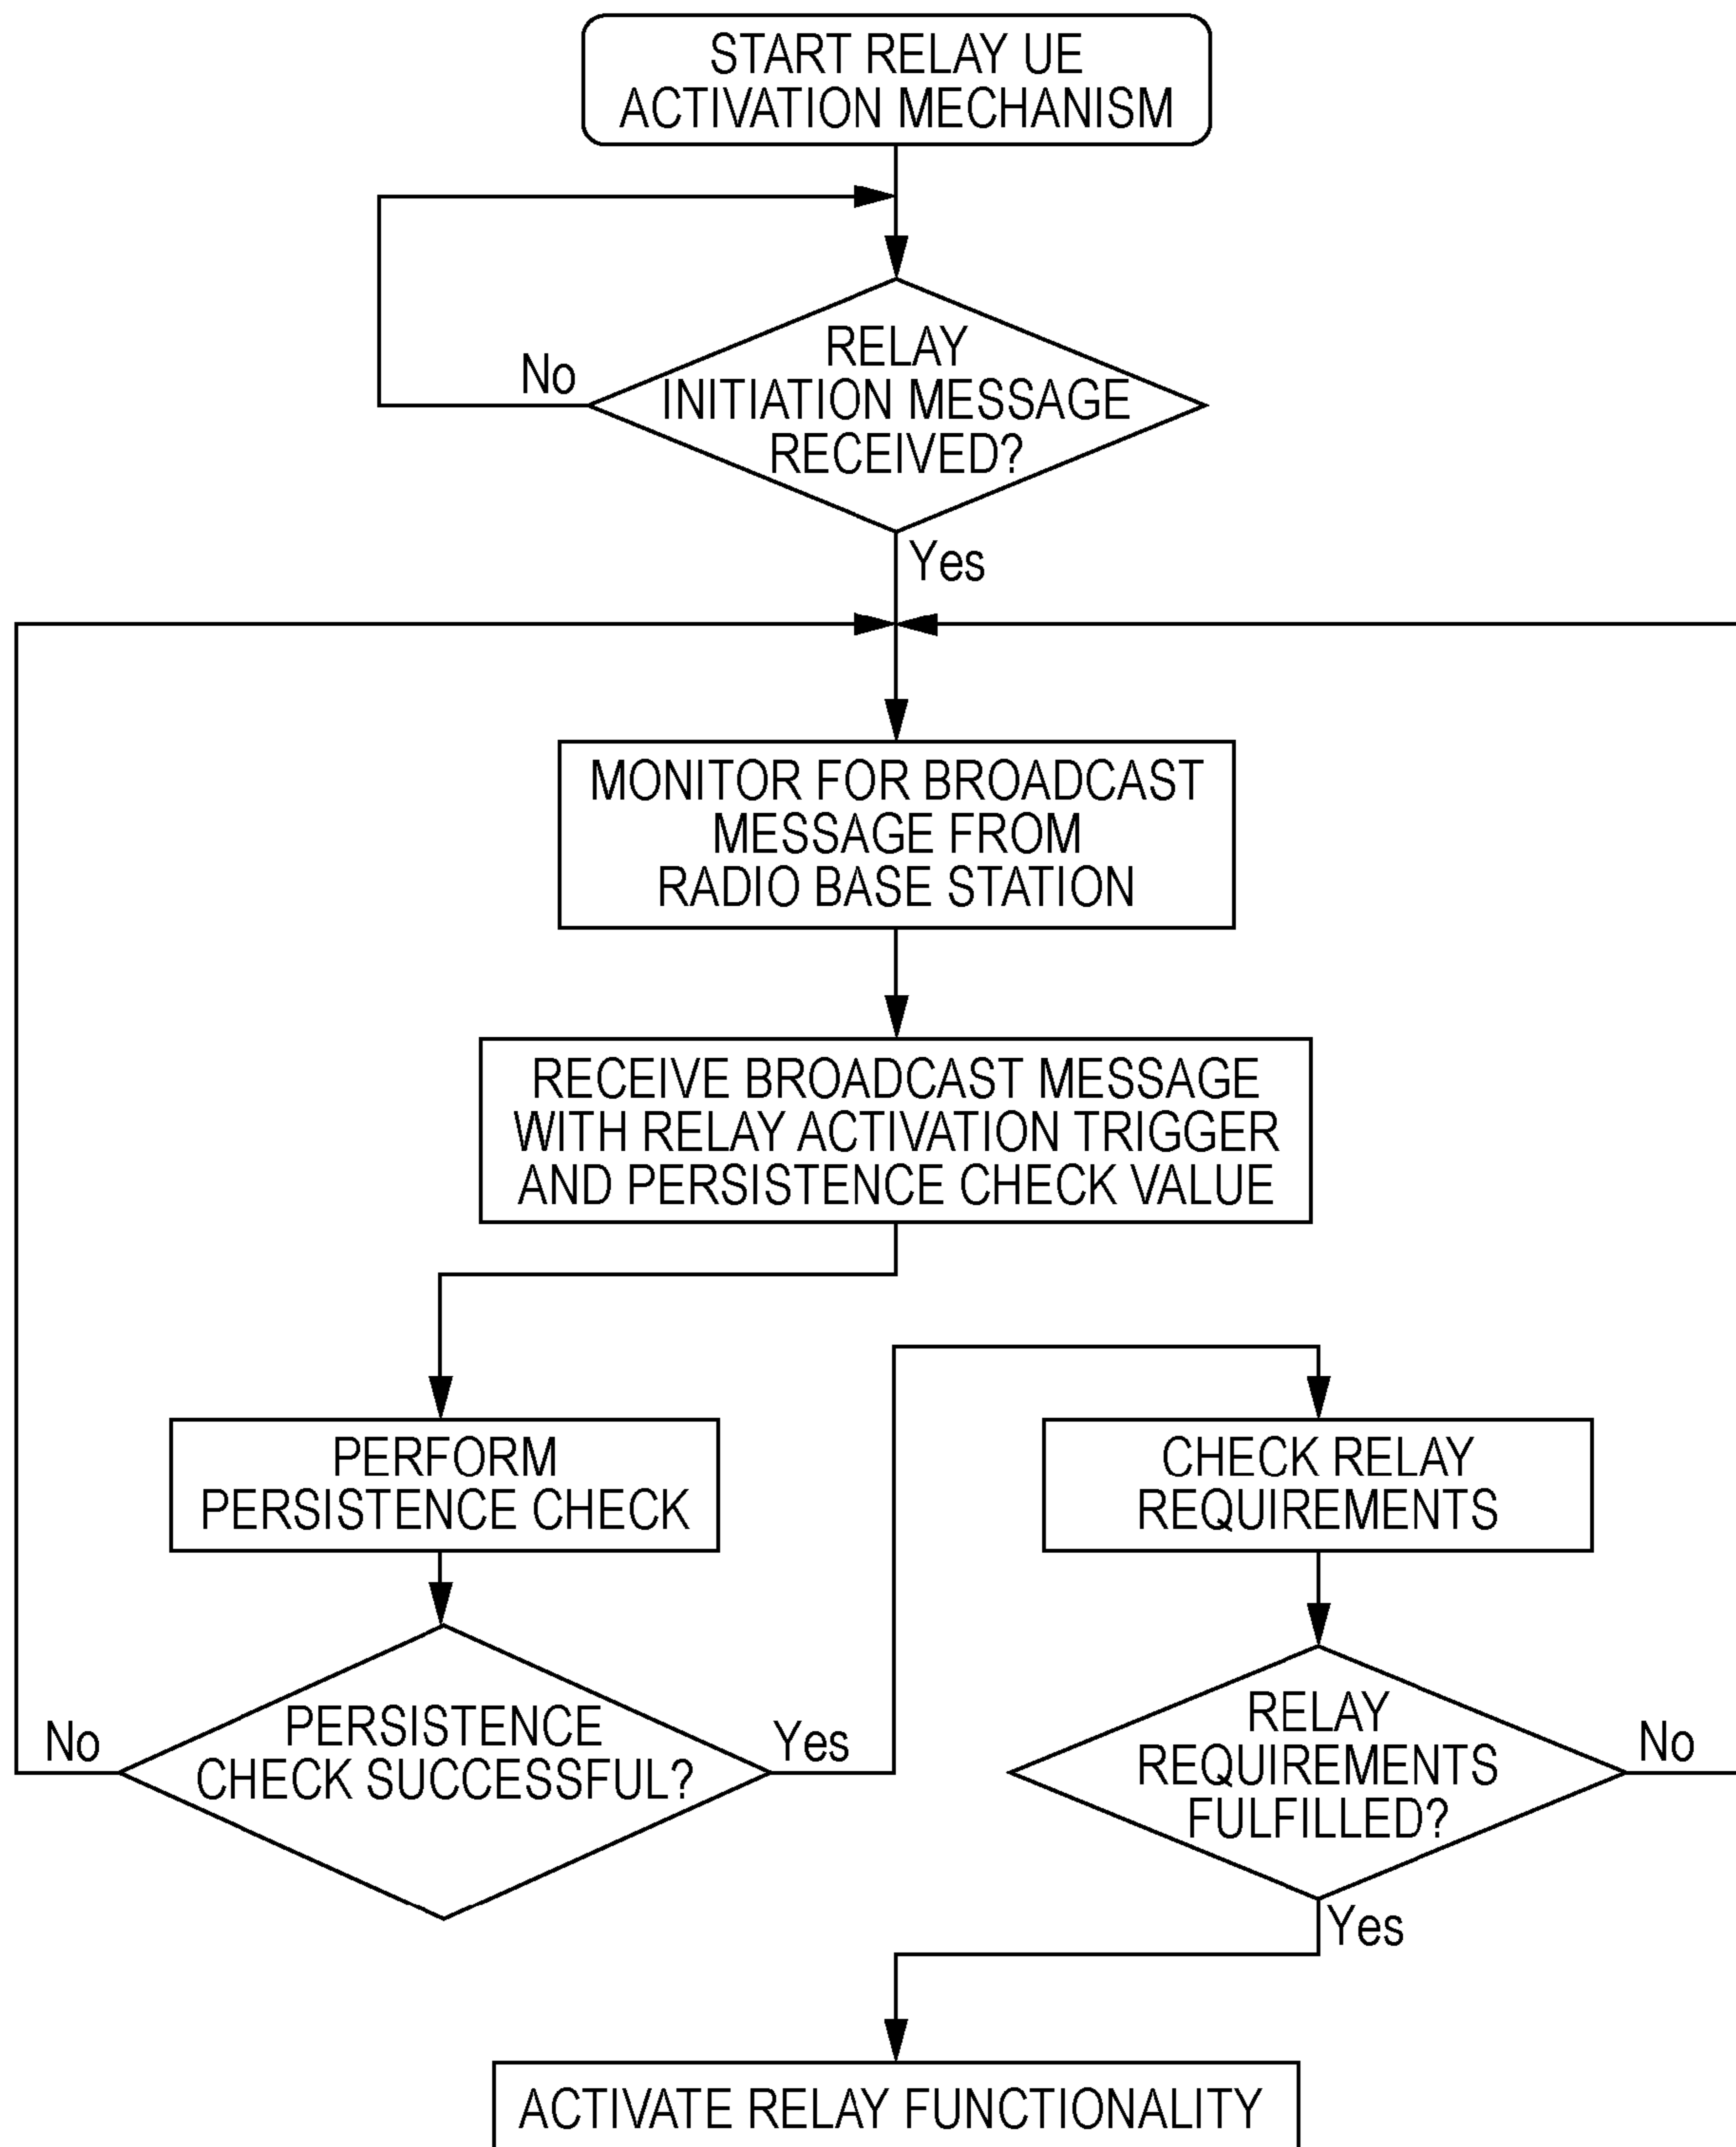 START RELAY UE
ACTIVATION MECHANISM
RELAY
INITIATION MESSAGE
RECEIVED?
No
Yes
MONITOR FOR BROADCAST
MESSAGE FROM
RADIO BASE STATION
RECEIVE BROADCAST MESSAGE
WITH RELAY ACTIVATION TRIGGER
AND PERSISTENCE CHECK VALUE
PERFORM
PERSISTENCE CHECK
PERSISTENCE
CHECK SUCCESSFUL?
No
Yes
CHECK RELAY
REQUIREMENTS
RELAY
REQUIREMENTS
FULFILLED?
No
Yes
ACTIVATE RELAY FUNCTIONALITY